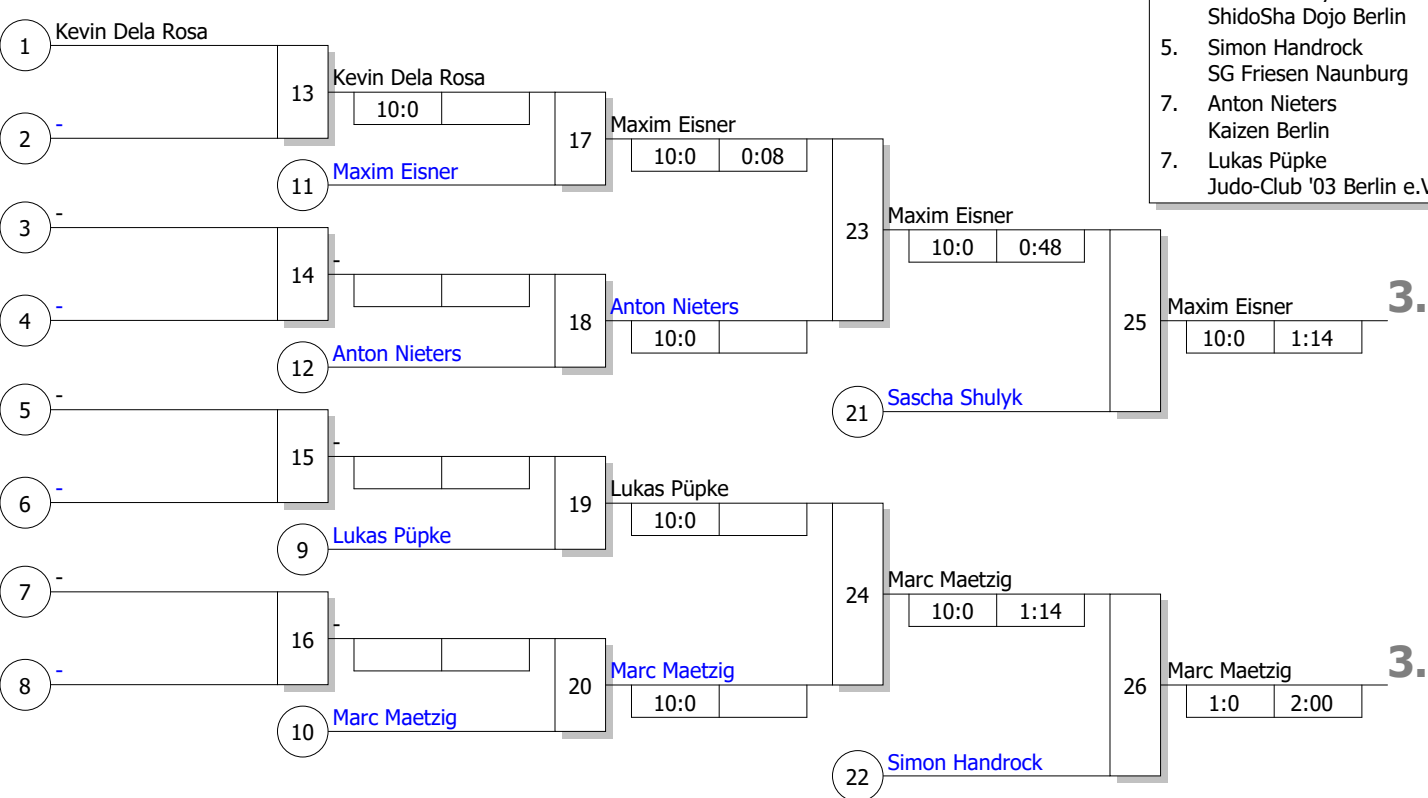 ShidoSha Dojo Berlin
5. Simon Handrock
SG Friesen Naunburg
7. Anton Nieters
Kaizen Berlin
7. Lukas Püpke
Judo-Club '03 Berlin e.V
1 Kevin Dela Rosa
2 -
13 Kevin Dela Rosa
10:0
11 Maxim Eisner
17 Maxim Eisner
10:0 0:08
3 -
4 -
14 -
12 Anton Nieters
18 Anton Nieters
10:0
23 Maxim Eisner
10:0 0:48
21 Sascha Shulyk
25 Maxim Eisner
10:0 1:14
3.
5 -
6 -
15 -
9 Lukas Püpke
19 Lukas Püpke
10:0
7 -
8 -
16 -
10 Marc Maetzig
20 Marc Maetzig
10:0
24 Marc Maetzig
10:0 1:14
22 Simon Handrock
26 Marc Maetzig
1:0 2:00
3.